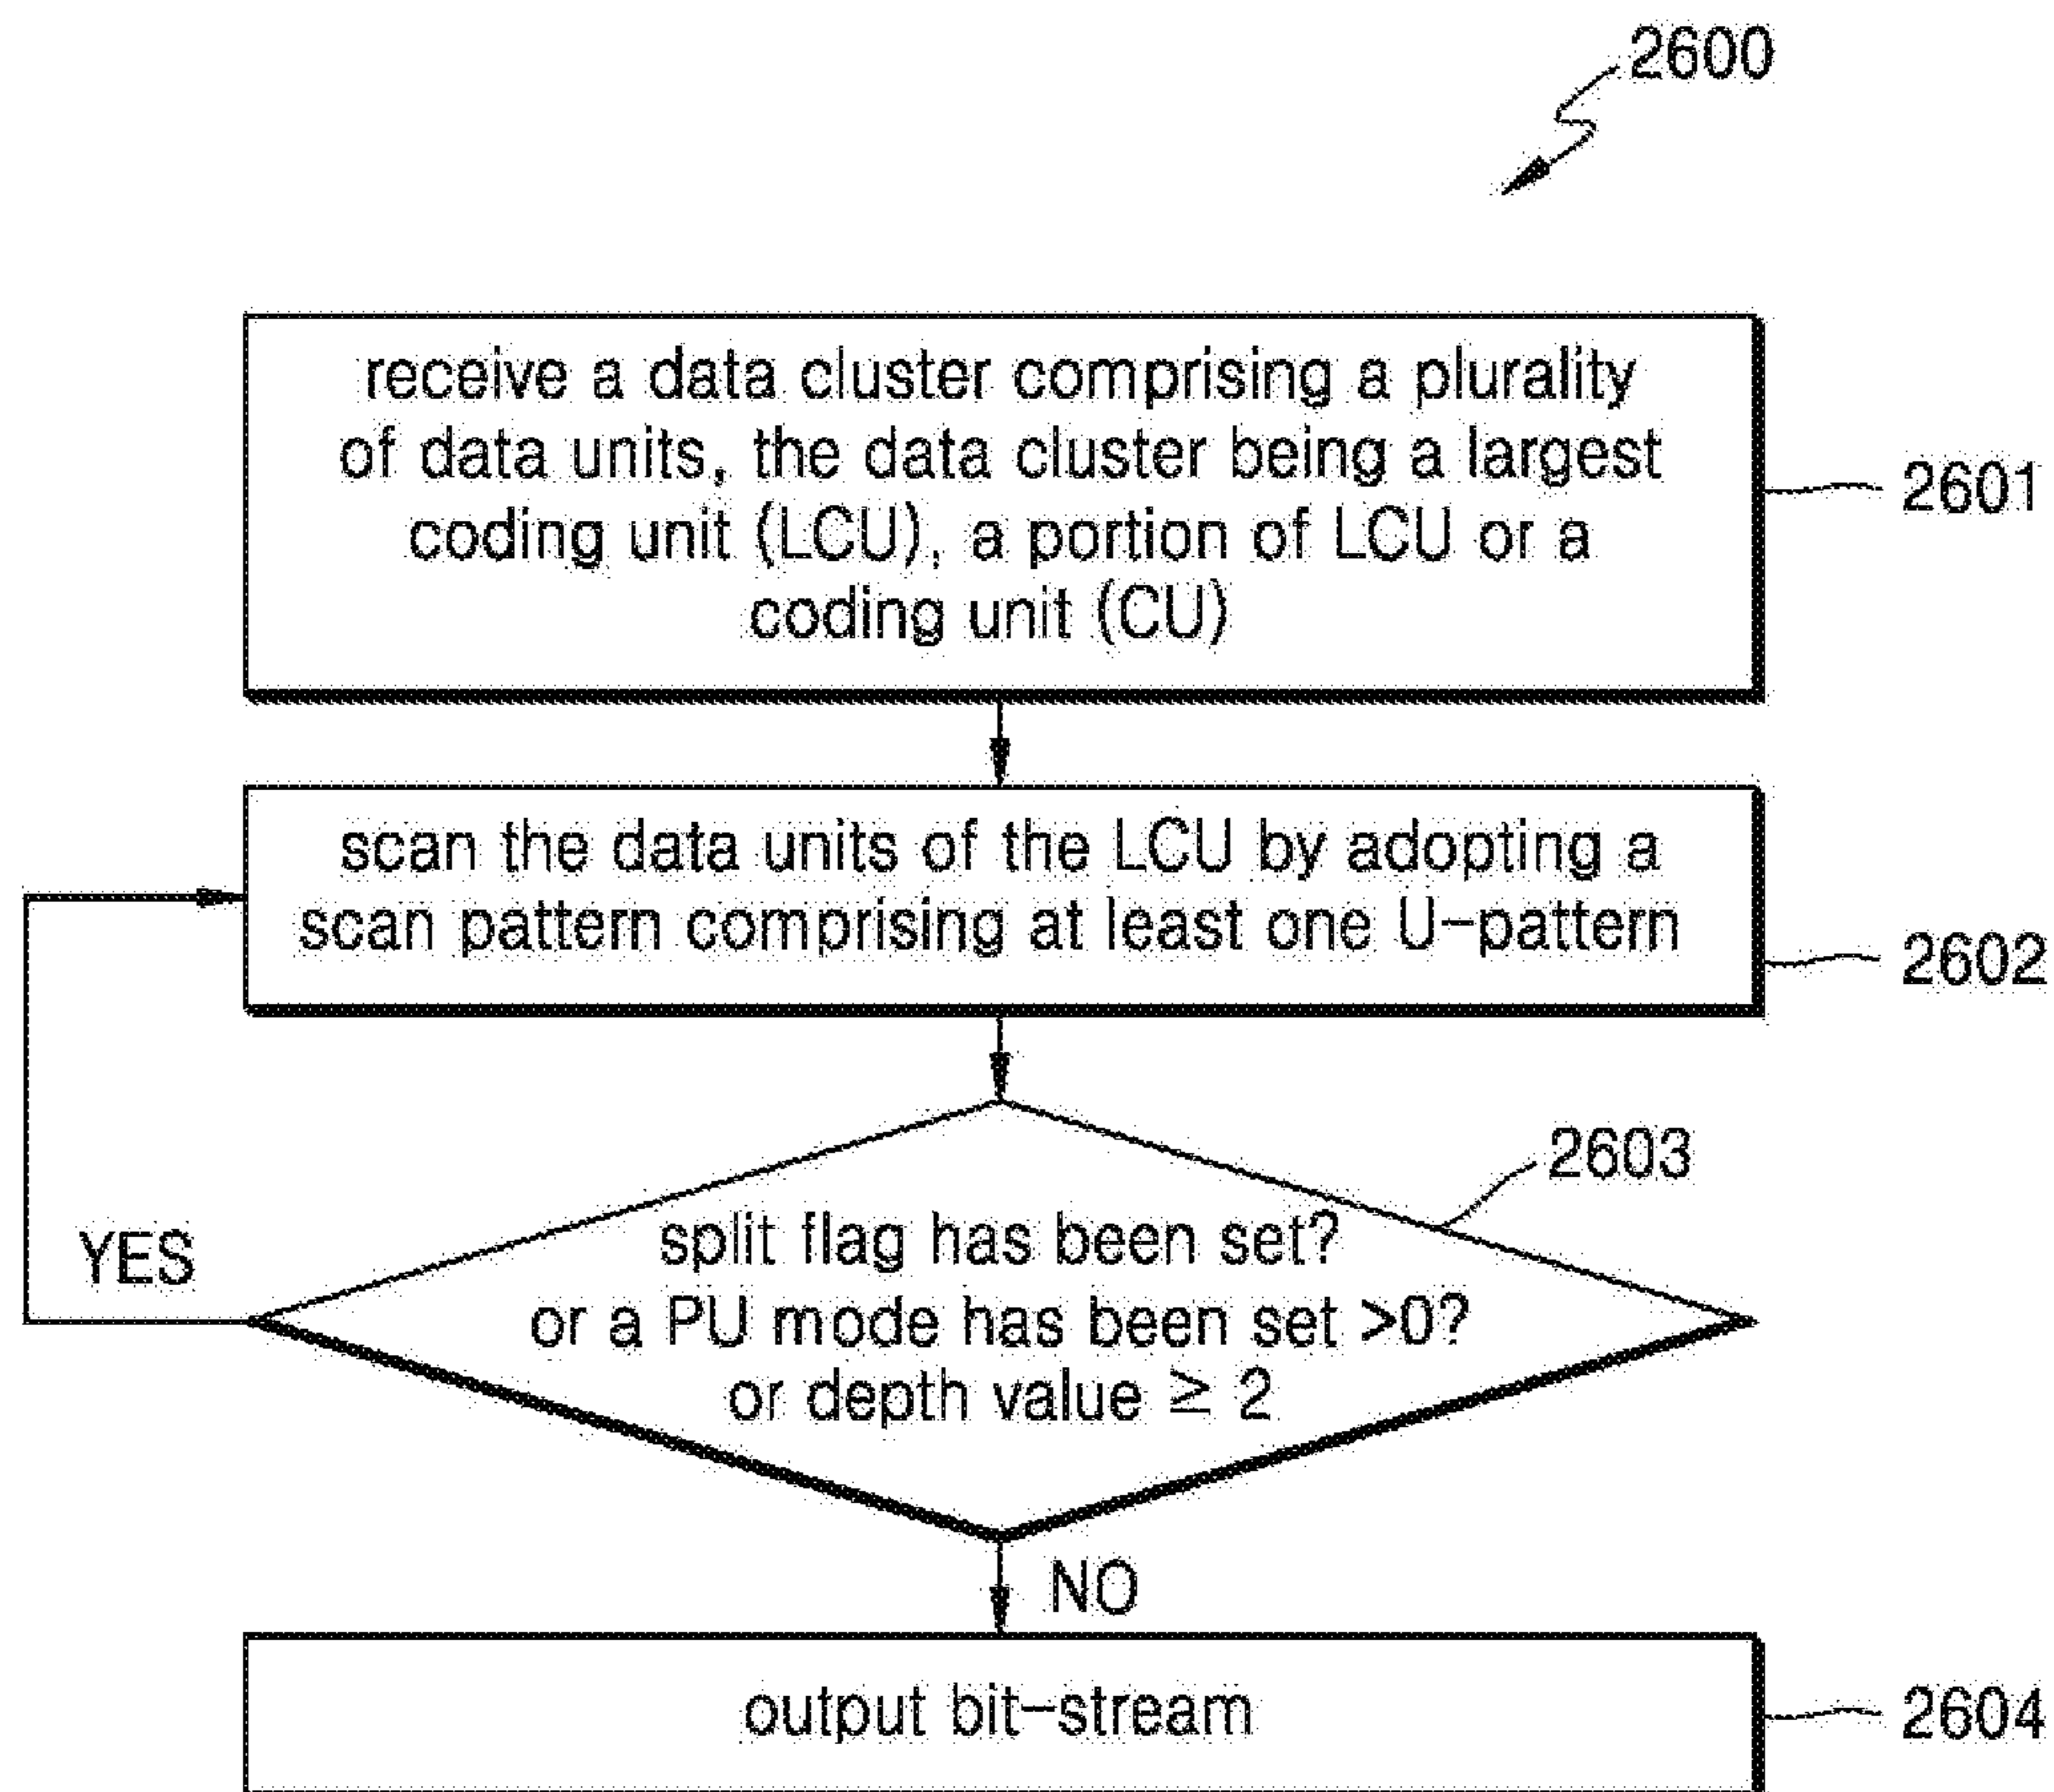 2600
receive a data cluster comprising a plurality
of data units, the data cluster being a largest
coding unit (LCU), a portion of LCU or a
coding unit (CU)
2601
scan the data units of the LCU by adopting a
scan pattern comprising at least one U-pattern
2602
2603
split flag has been set?
or a PU mode has been set >0?
or depth value ≥ 2
YES
NO
output bit-stream
2604